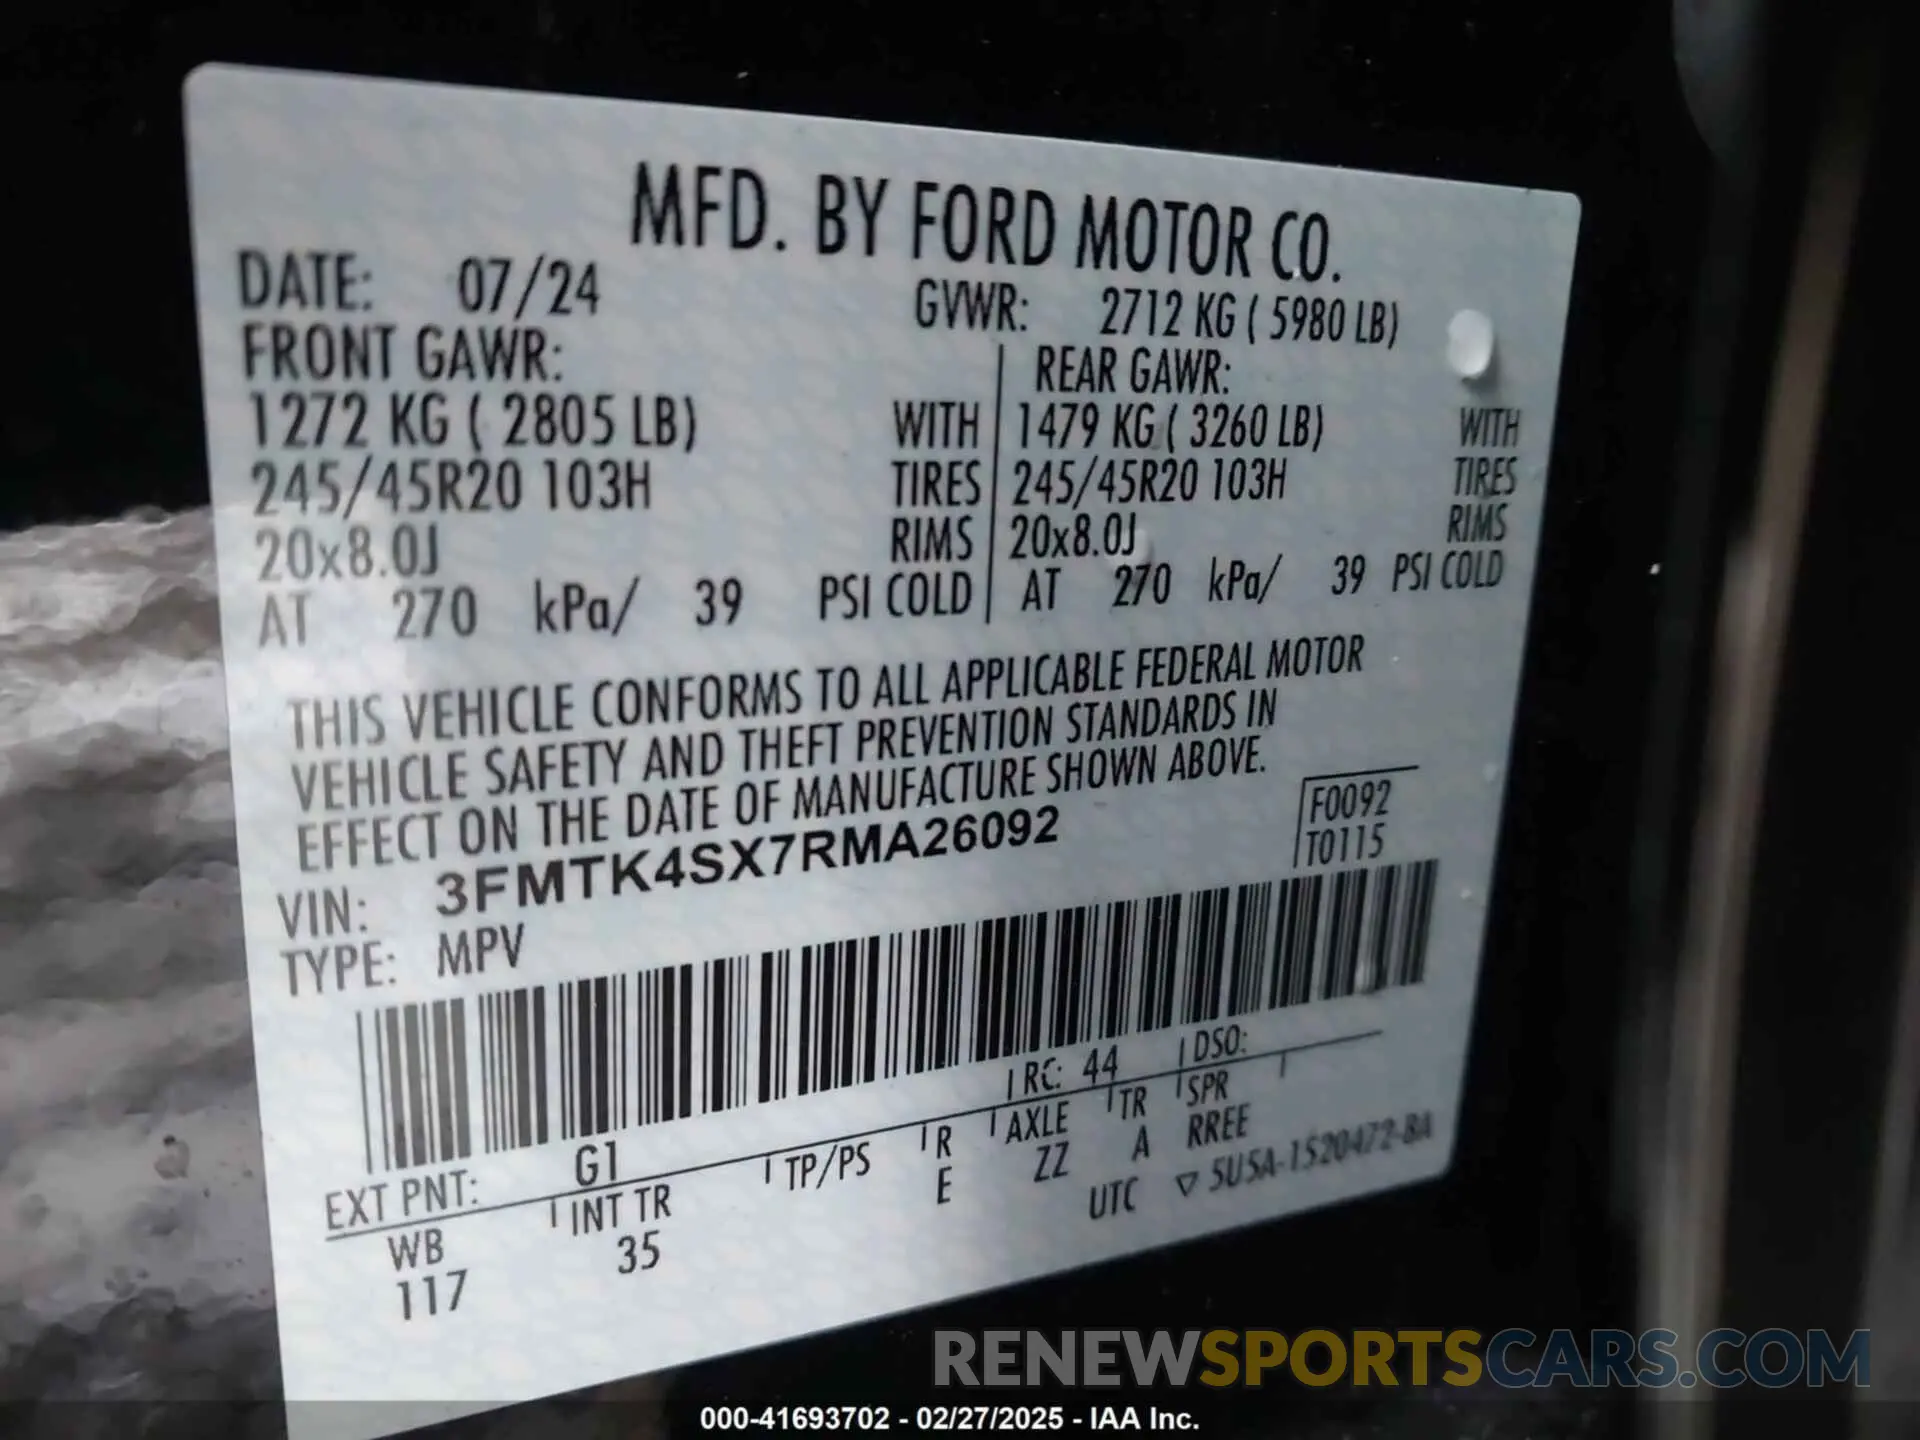 MFD. BY FORD MOTOR CO.
DATE: 07/24 GVWR: 2712 KG ( 5980 LB)
FRONT GAWR: REAR GAWR:
1272 KG ( 2805 LB) WITH 1479 KG ( 3260 LB) WITH
245/45R20 103H TIRES 245/45R20 103H TIRES
20x8.0J RIMS 20x8.0J RIMS
AT 270 kPa/ 39 PSI COLD AT 270 kPa/ 39 PSI COLD
THIS VEHICLE CONFORMS TO ALL APPLICABLE FEDERAL MOTOR
VEHICLE SAFETY AND THEFT PREVENTION STANDARDS IN
EFFECT ON THE DATE OF MANUFACTURE SHOWN ABOVE.
F0092
T0115
VIN: 3FMTK4SX7RMA26092
TYPE: MPV
EXT PNT: G1 RC: 44 DSO:
WB INT TR TP/PS R AXLE TR SPR
117 35 E ZZ A RREE
UTC ▽ 5U5A-1520472-BA
RENEWSPORTSCARS.COM
000-41693702 - 02/27/2025 - IAA Inc.